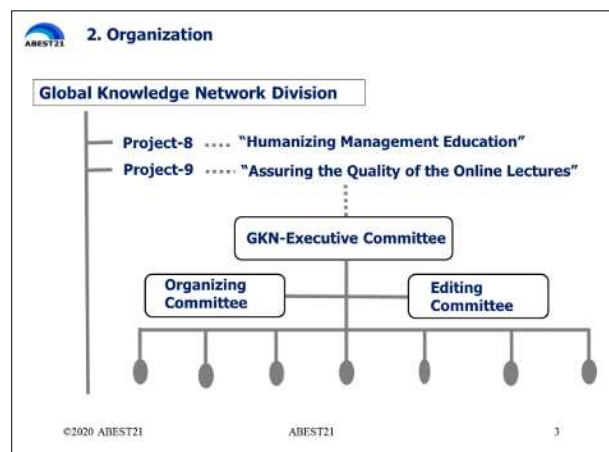 ABEST21
2. Organization
Global Knowledge Network Division
Project-8 ..... “Humanizing Management Education”
Project-9 ..... “Assuring the Quality of the Online Lectures”
GKN-Executive Committee
Organizing
Committee
Editing
Committee
©2020 ABEST21
ABEST21
3